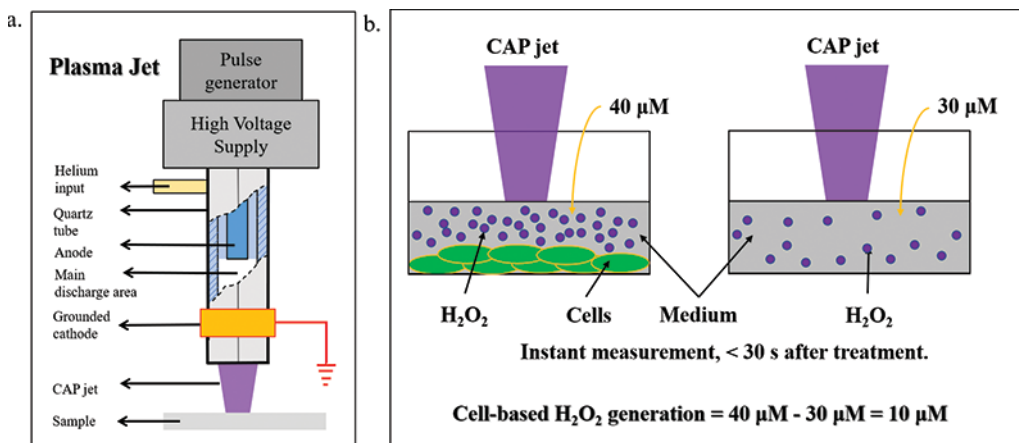 a.
Plasma Jet
Pulse
generator
High Voltage
Supply
Helium
input
Quartz
tube
Anode
Main
discharge area
Grounded
cathode
CAP jet
Sample
b.
CAP jet
CAP jet
40 µM
30 µM
H₂O₂
Cells
Medium
H₂O₂
Instant measurement, < 30 s after treatment.
Cell-based H₂O₂ generation = 40 µM - 30 µM = 10 µM